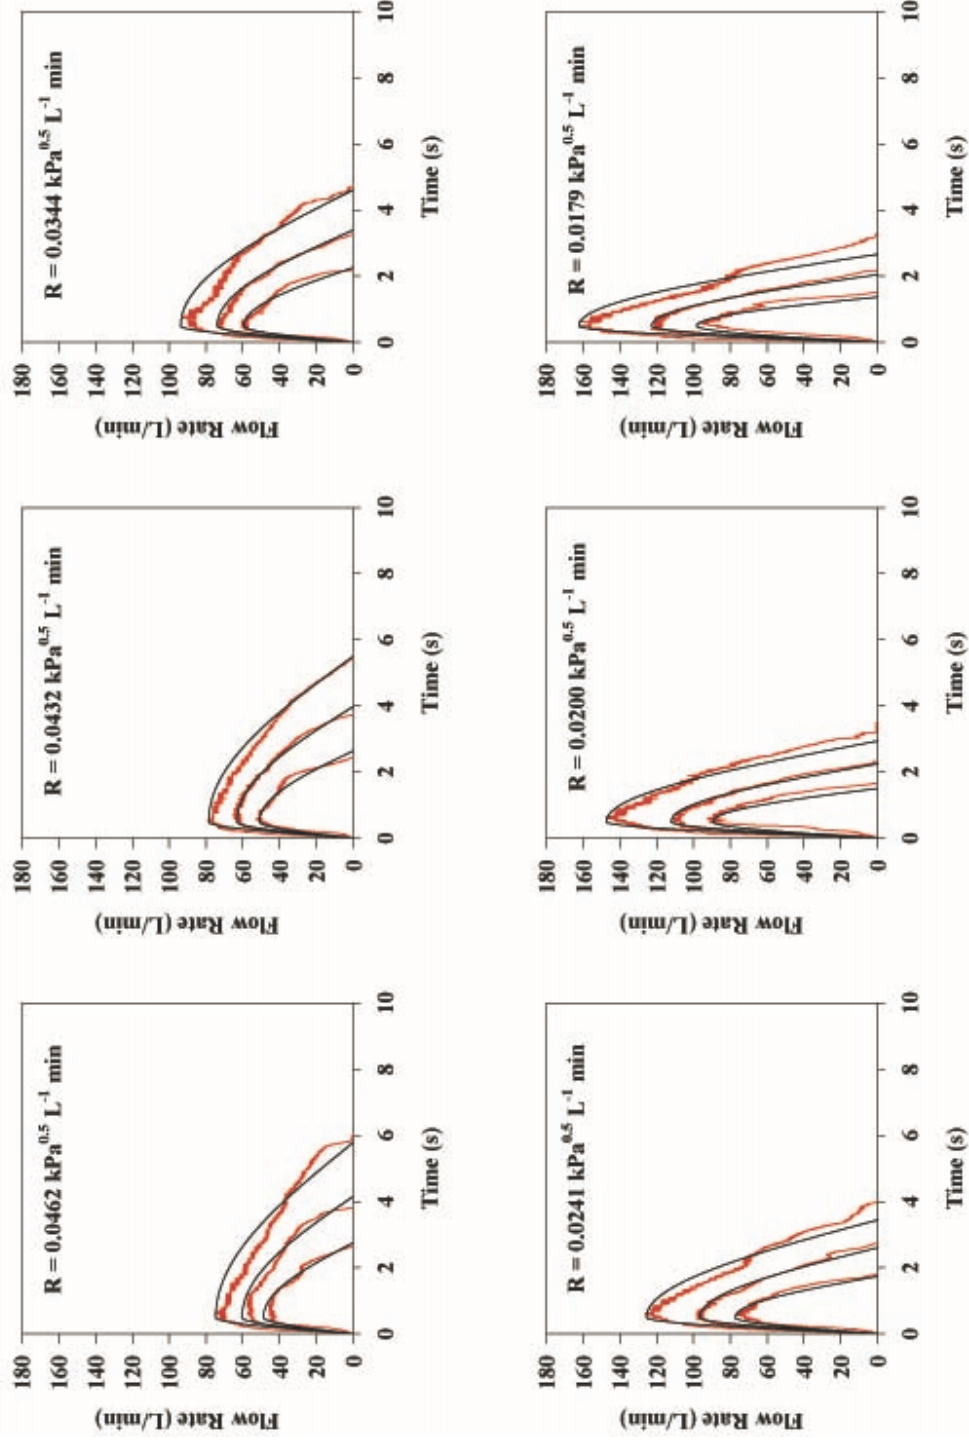 R = 0.0462 kPa^0.5 L^-1 min
Flow Rate (L/min)
180
160
140
120
100
80
60
40
20
0
0 2 4 6 8 10
Time (s)
R = 0.0432 kPa^0.5 L^-1 min
Flow Rate (L/min)
180
160
140
120
100
80
60
40
20
0
0 2 4 6 8 10
Time (s)
R = 0.0344 kPa^0.5 L^-1 min
Flow Rate (L/min)
180
160
140
120
100
80
60
40
20
0
0 2 4 6 8 10
Time (s)
R = 0.0241 kPa^0.5 L^-1 min
Flow Rate (L/min)
180
160
140
120
100
80
60
40
20
0
0 2 4 6 8 10
Time (s)
R = 0.0200 kPa^0.5 L^-1 min
Flow Rate (L/min)
180
160
140
120
100
80
60
40
20
0
0 2 4 6 8 10
Time (s)
R = 0.0179 kPa^0.5 L^-1 min
Flow Rate (L/min)
180
160
140
120
100
80
60
40
20
0
0 2 4 6 8 10
Time (s)